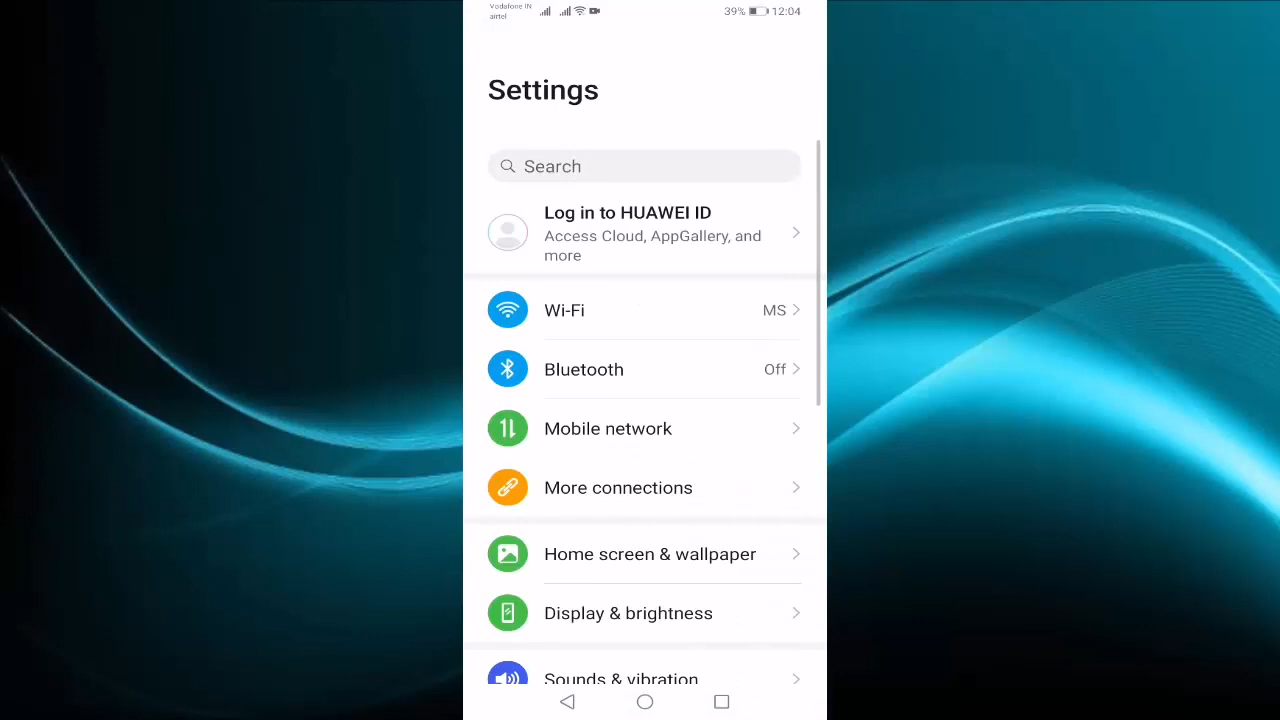 Vodafone IN
airtel
39% 12:04
Settings
Search
Log in to HUAWEI ID
Access Cloud, AppGallery, and
more
Wi-Fi MS
Bluetooth Off
Mobile network
More connections
Home screen & wallpaper
Display & brightness
Sounds & vibration